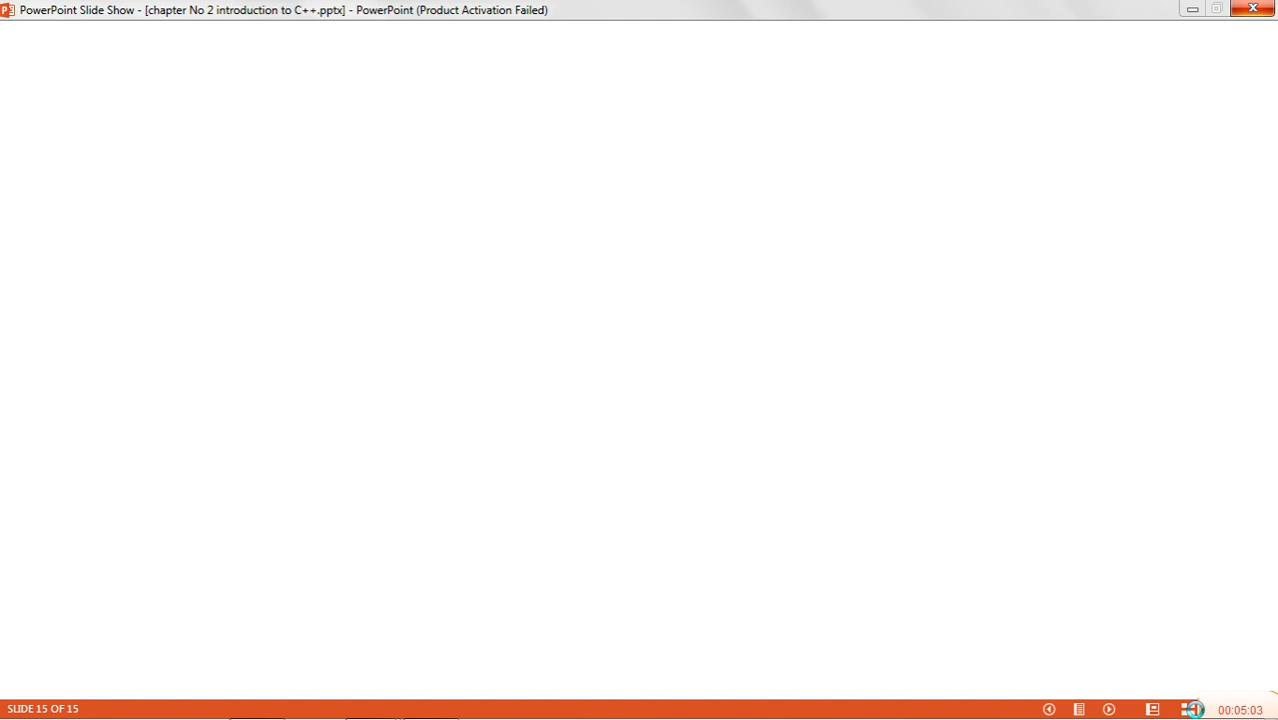 PowerPoint Slide Show - [chapter No 2 introduction to C++.pptx] - PowerPoint (Product Activation Failed)
SLIDE 15 OF 15
00:05:03